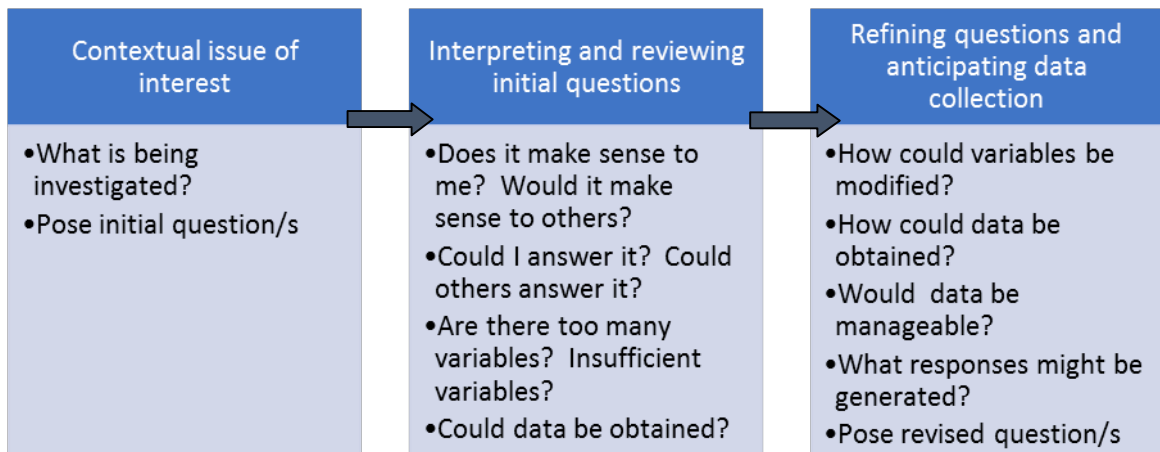 Contextual issue of
interest
•What is being
investigated?
•Pose initial question/s
Interpreting and reviewing
initial questions
•Does it make sense to
me?  Would it make
sense to others?
•Could I answer it?  Could
others answer it?
•Are there too many
variables?  Insufficient
variables?
•Could data be obtained?
Refining questions and
anticipating data
collection
•How could variables be
modified?
•How could data be
obtained?
•Would  data be
manageable?
•What responses might be
generated?
•Pose revised question/s